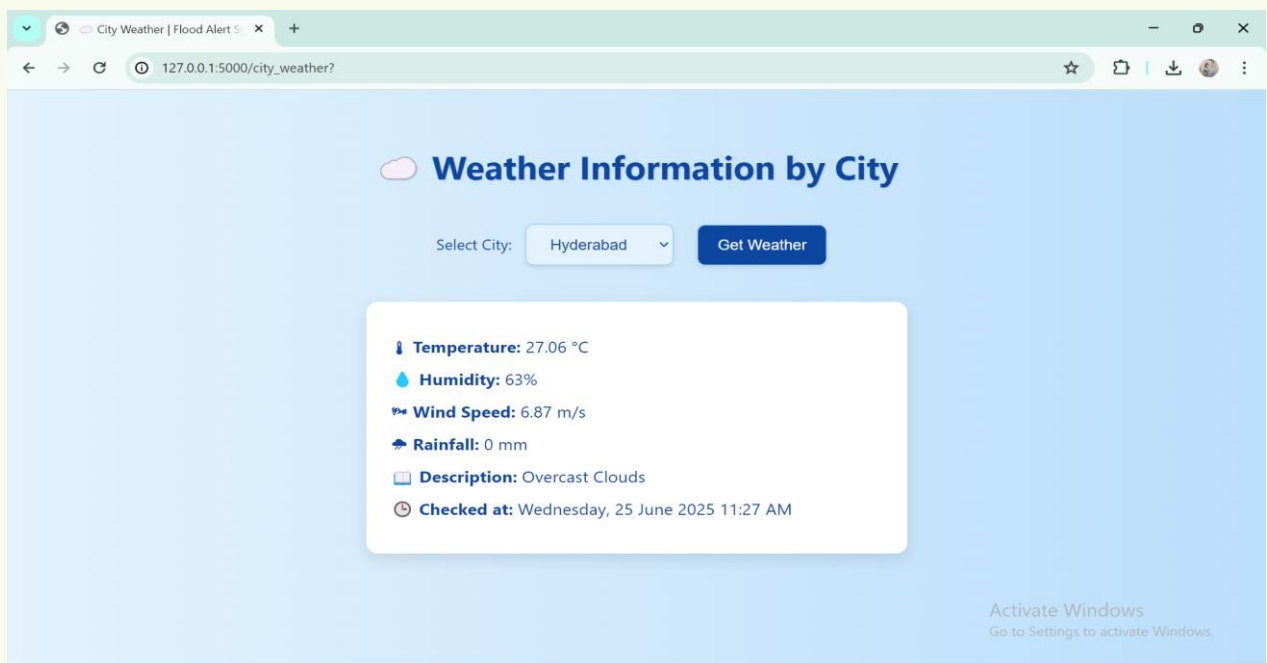 City Weather | Flood Alert S
127.0.0.1:5000/city_weather?
Weather Information by City
Select City: Hyderabad Get Weather
Temperature: 27.06 °C
Humidity: 63%
Wind Speed: 6.87 m/s
Rainfall: 0 mm
Description: Overcast Clouds
Checked at: Wednesday, 25 June 2025 11:27 AM
Activate Windows
Go to Settings to activate Windows.